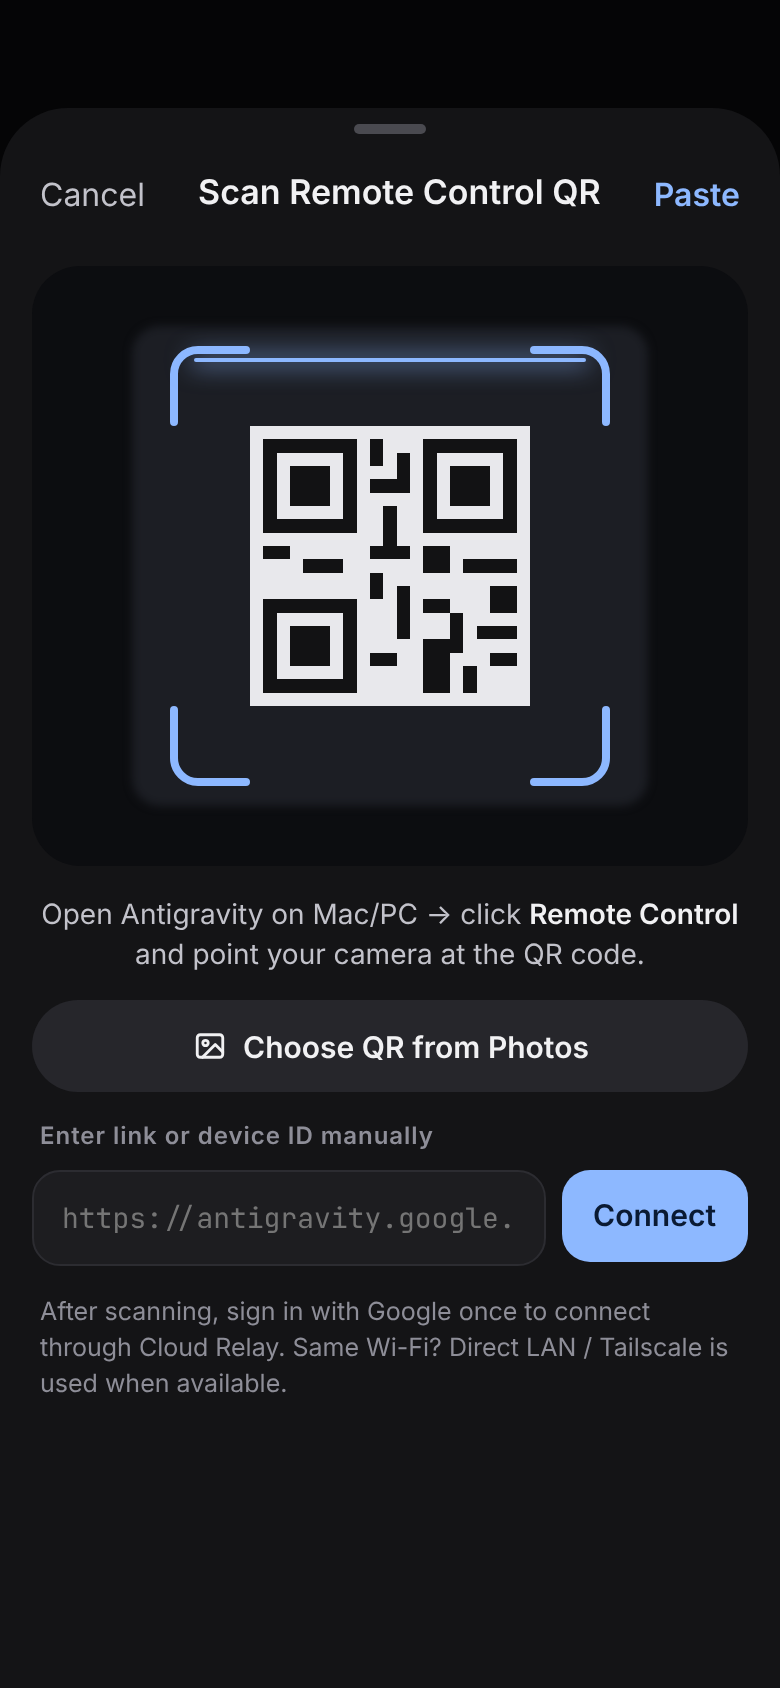 Cancel
Scan Remote Control QR
Paste
Open Antigravity on Mac/PC → click Remote Control
and point your camera at the QR code.
Choose QR from Photos
Enter link or device ID manually
https://antigravity.google.
Connect
After scanning, sign in with Google once to connect
through Cloud Relay. Same Wi-Fi? Direct LAN / Tailscale is
used when available.